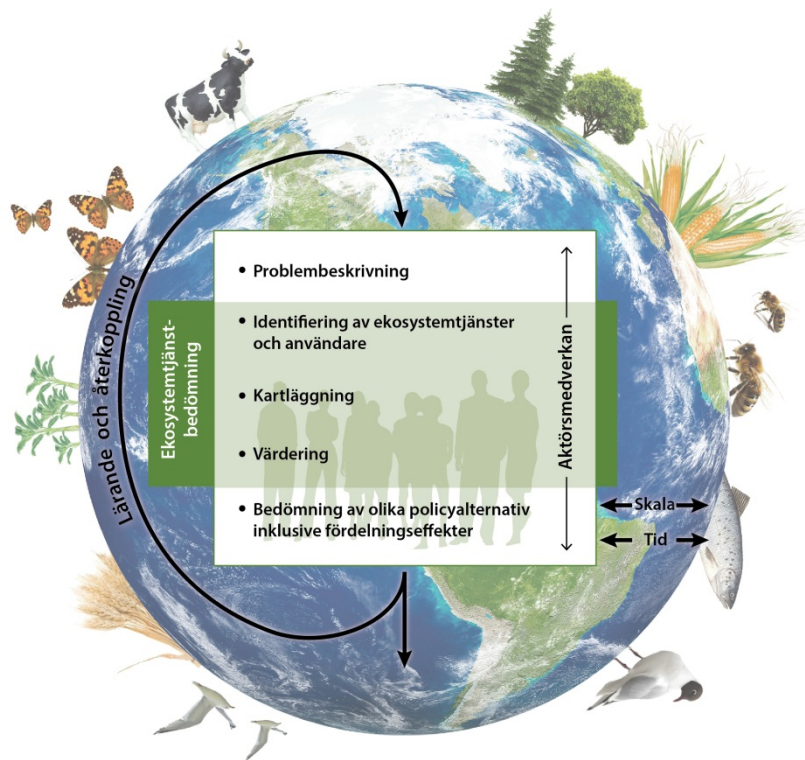 Lärande och återkoppling
Ekosystemtjänst-
bedömning
• Problembeskrivning
• Identifiering av ekosystemtjänster
och användare
• Kartläggning
• Värdering
• Bedömning av olika policyalternativ
inklusive fördelningseffekter
Aktörsmedverkan
Skala
Tid